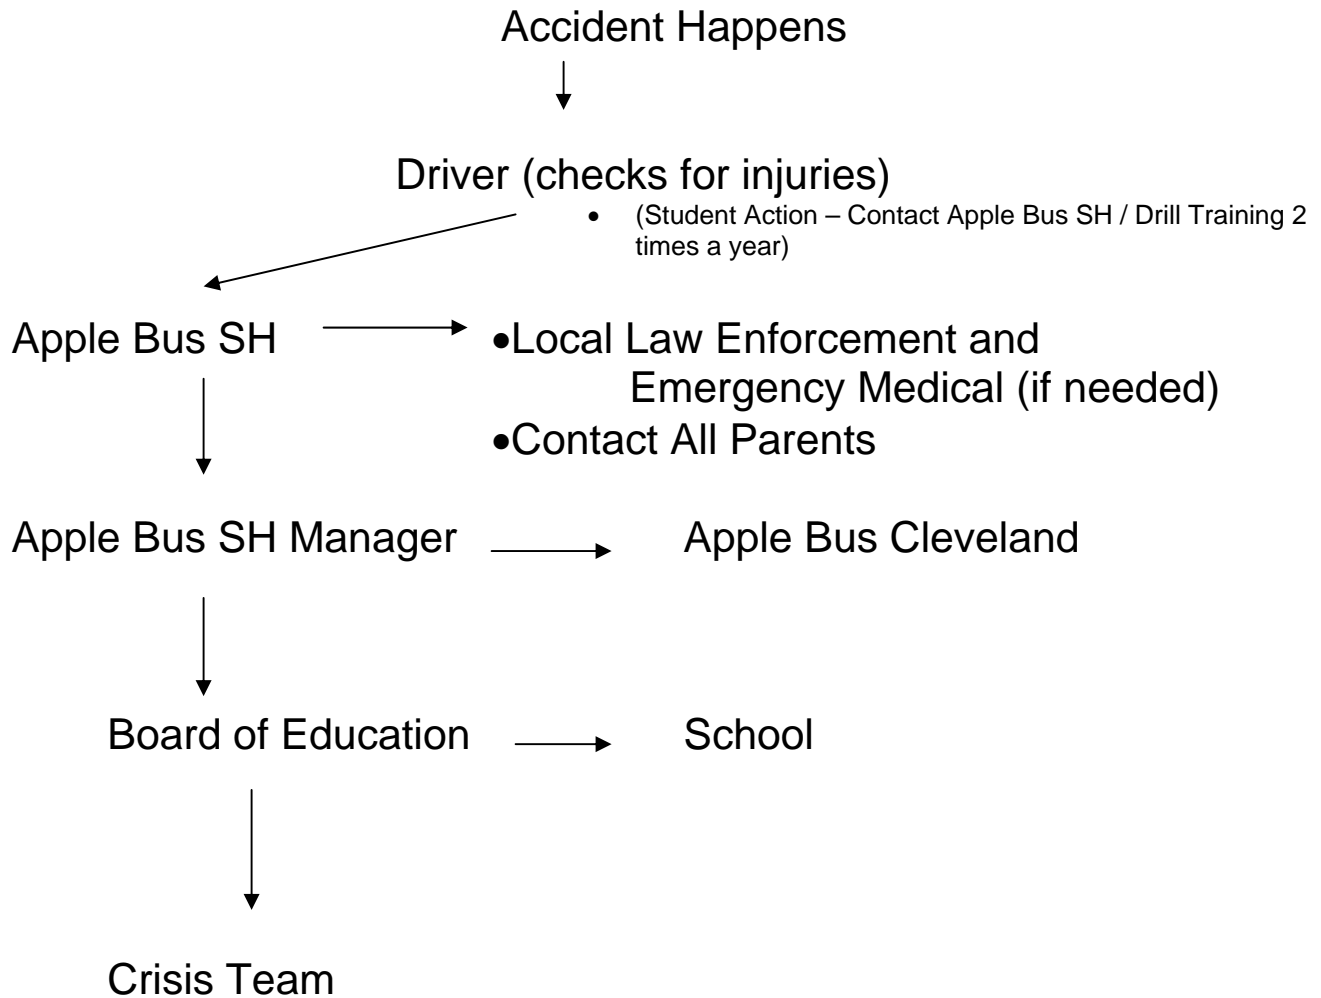 Accident Happens
Driver (checks for injuries)
• (Student Action – Contact Apple Bus SH / Drill Training 2
times a year)
Apple Bus SH
•Local Law Enforcement and
Emergency Medical (if needed)
•Contact All Parents
Apple Bus SH Manager
Apple Bus Cleveland
Board of Education
School
Crisis Team